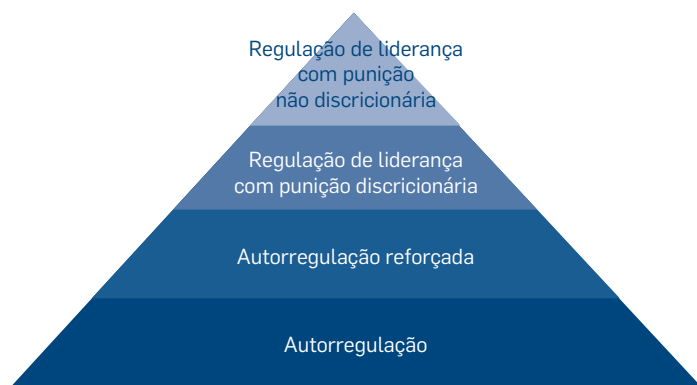 Regulação de liderança
com punição
não discricionária
Regulação de liderança
com punição discricionária
Autorregulação reforçada
Autorregulação